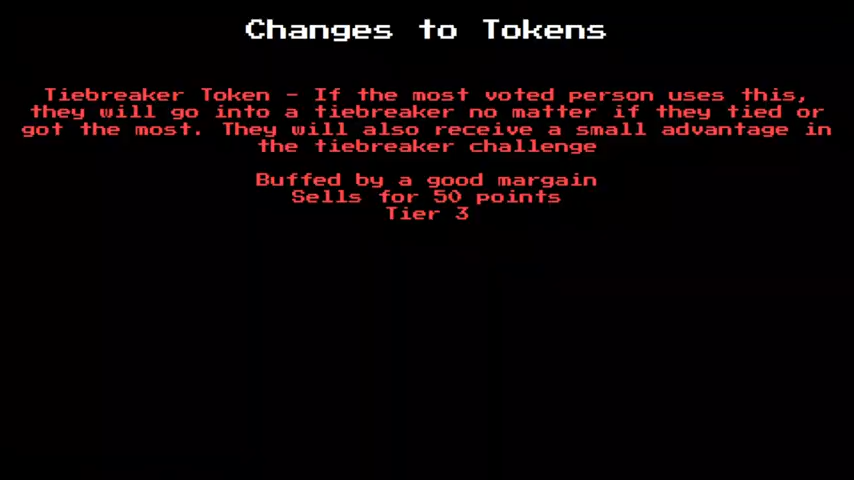 Changes to Tokens
Tiebreaker Token - If the most voted person uses this,
they will go into a tiebreaker no matter if they tied or
got the most. They will also receive a small advantage in
the tiebreaker challenge
Buffed by a good margain
Sells for 50 points
Tier 3